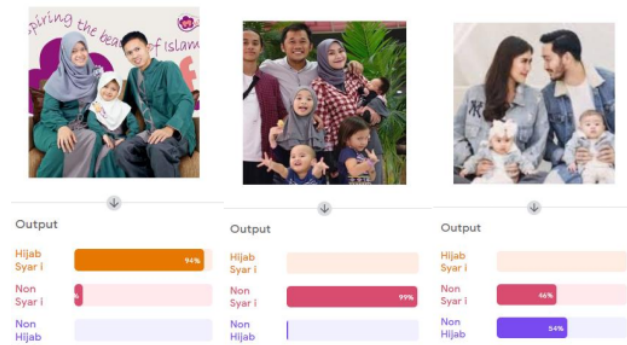 spiring the beau of Islam
Output
Hijab
Syar i
94%
Non
Syar i
%
Non
Hijab
Output
Hijab
Syar i
Non
Syar i
99%
Non
Hijab
Output
Hijab
Syar i
Non
Syar i
46%
Non
Hijab
54%